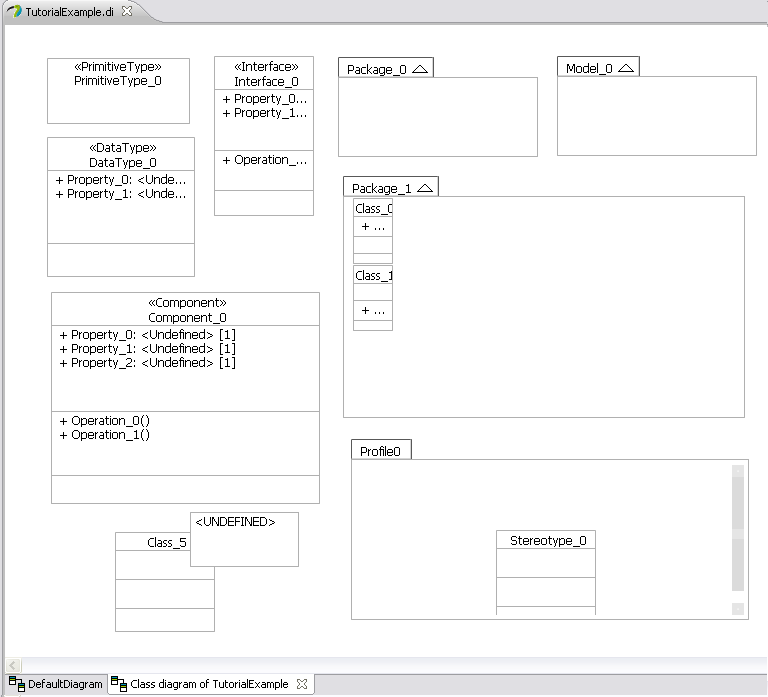 TutorialExample.di
«PrimitiveType»
PrimitiveType_0
«Interface»
Interface_0
+ Property_0...
+ Property_1...
+ Operation_...
Package_0
Model_0
«DataType»
DataType_0
+ Property_0: <Unde...
+ Property_1: <Unde...
Package_1
Class_0
+ ...
Class_1
+ ...
«Component»
Component_0
+ Property_0: <Undefined> [1]
+ Property_1: <Undefined> [1]
+ Property_2: <Undefined> [1]
+ Operation_0()
+ Operation_1()
Profile0
Stereotype_0
<UNDEFINED>
Class_5
DefaultDiagram
Class diagram of TutorialExample